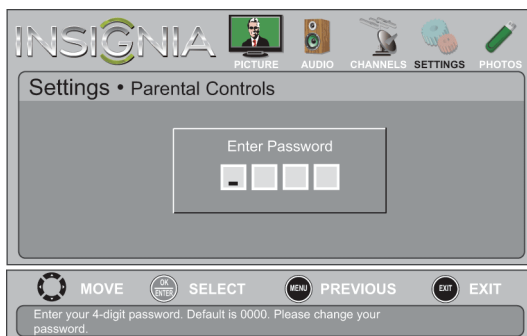 INSIGNIA
PICTURE AUDIO CHANNELS SETTINGS PHOTOS
Settings • Parental Controls
Enter Password
MOVE OK ENTER SELECT MENU PREVIOUS EXIT EXIT
Enter your 4-digit password. Default is 0000. Please change your
password.